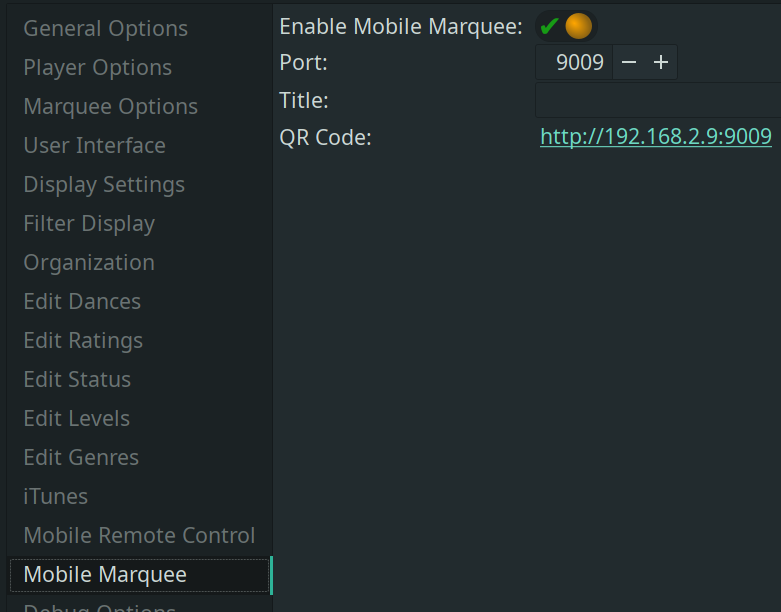 General Options
Player Options
Marquee Options
User Interface
Display Settings
Filter Display
Organization
Edit Dances
Edit Ratings
Edit Status
Edit Levels
Edit Genres
iTunes
Mobile Remote Control
Mobile Marquee
Debug Options
Enable Mobile Marquee:
Port: 9009 − +
Title:
QR Code: http://192.168.2.9:9009